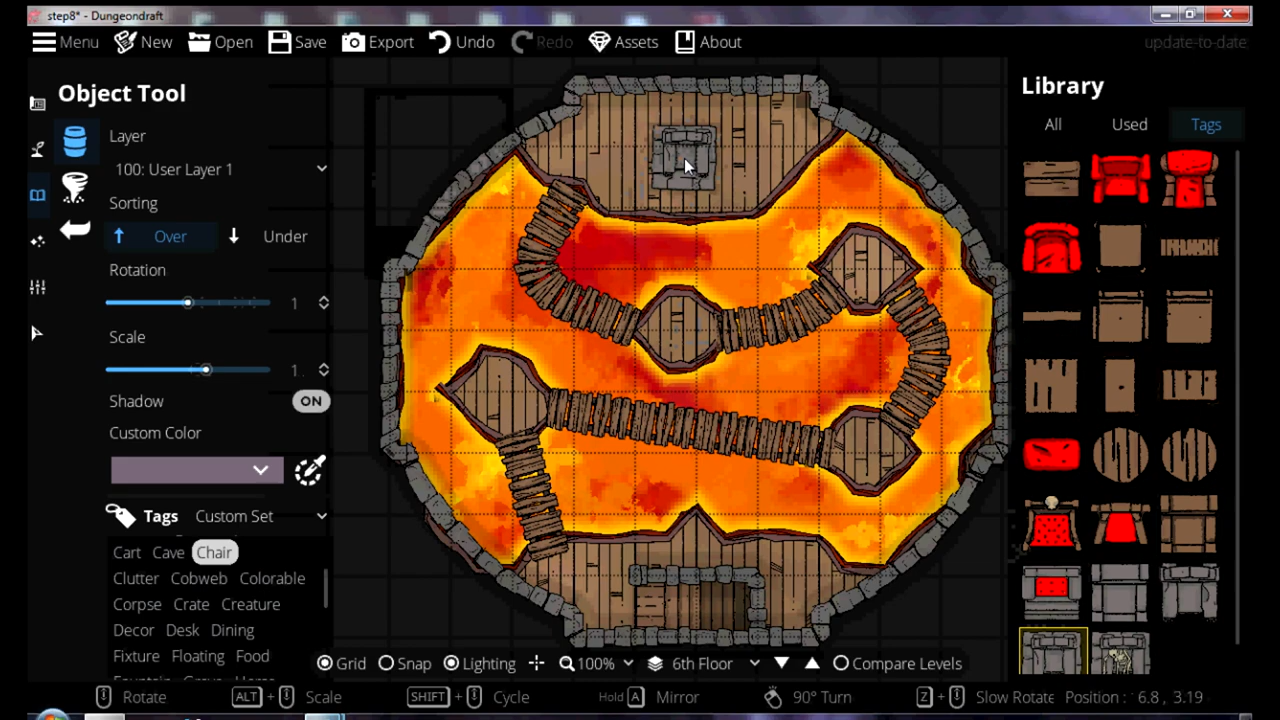 step8* - Dungeondraft
Menu New Open Save Export Undo Redo Assets About update-to-date
Object Tool
Layer
100: User Layer 1
Sorting
Over Under
Rotation
1
Scale
1
Shadow ON
Custom Color
Tags Custom Set
Cart Cave Chair
Clutter Cobweb Colorable
Corpse Crate Creature
Decor Desk Dining
Fixture Floating Food
Library
All Used Tags
Grid Snap Lighting 100% 6th Floor Compare Levels
Rotate ALT + Scale SHIFT + Cycle Hold A Mirror 90° Turn Z + Slow Rotate Position : 6.8 , 3.19